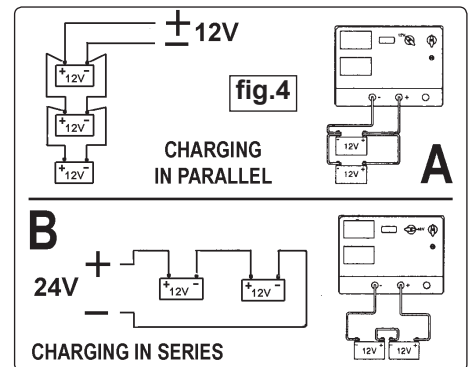 +
− 12V
+ −
12V
+ −
12V
+ −
12V
fig.4
CHARGING
IN PARALLEL
- +
12V
12V
A
B
+
24V
−
+ −
12V
+ −
12V
CHARGING IN SERIES
- +
12V 12V